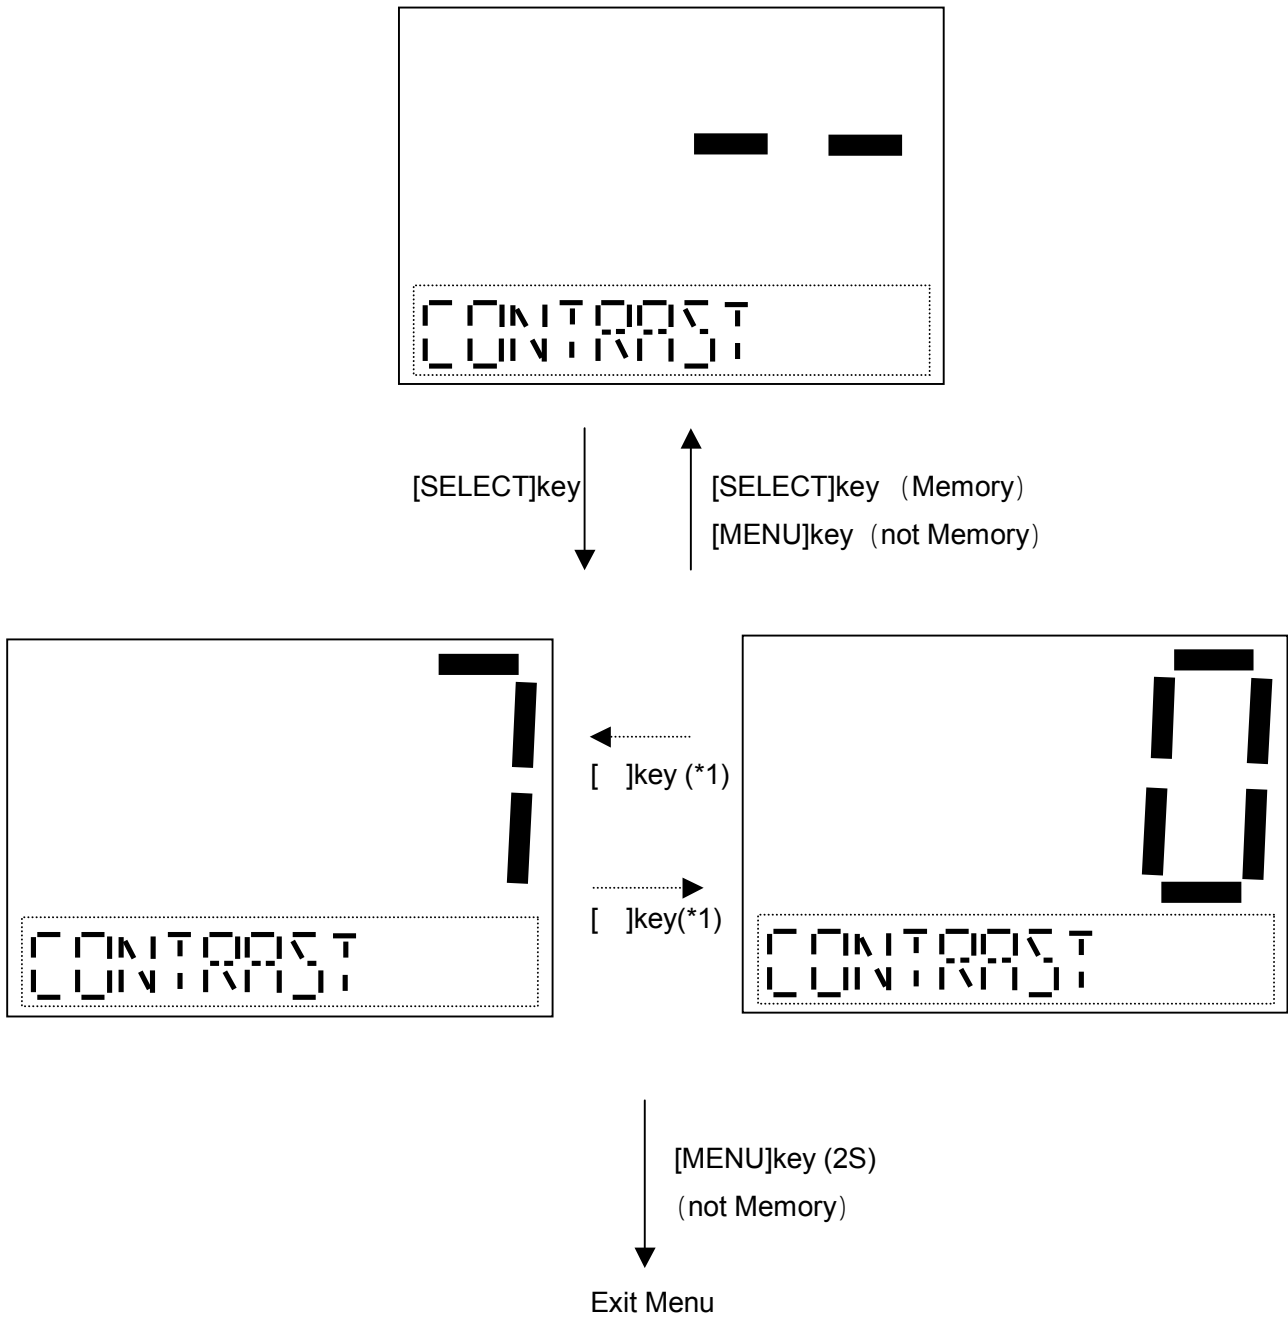 - -
CONTRAST
[SELECT]key
[SELECT]key （Memory）
[MENU]key （not Memory）
7
CONTRAST
[ ]key (*1)
[ ]key(*1)
0
CONTRAST
[MENU]key (2S)
（not Memory）
Exit Menu